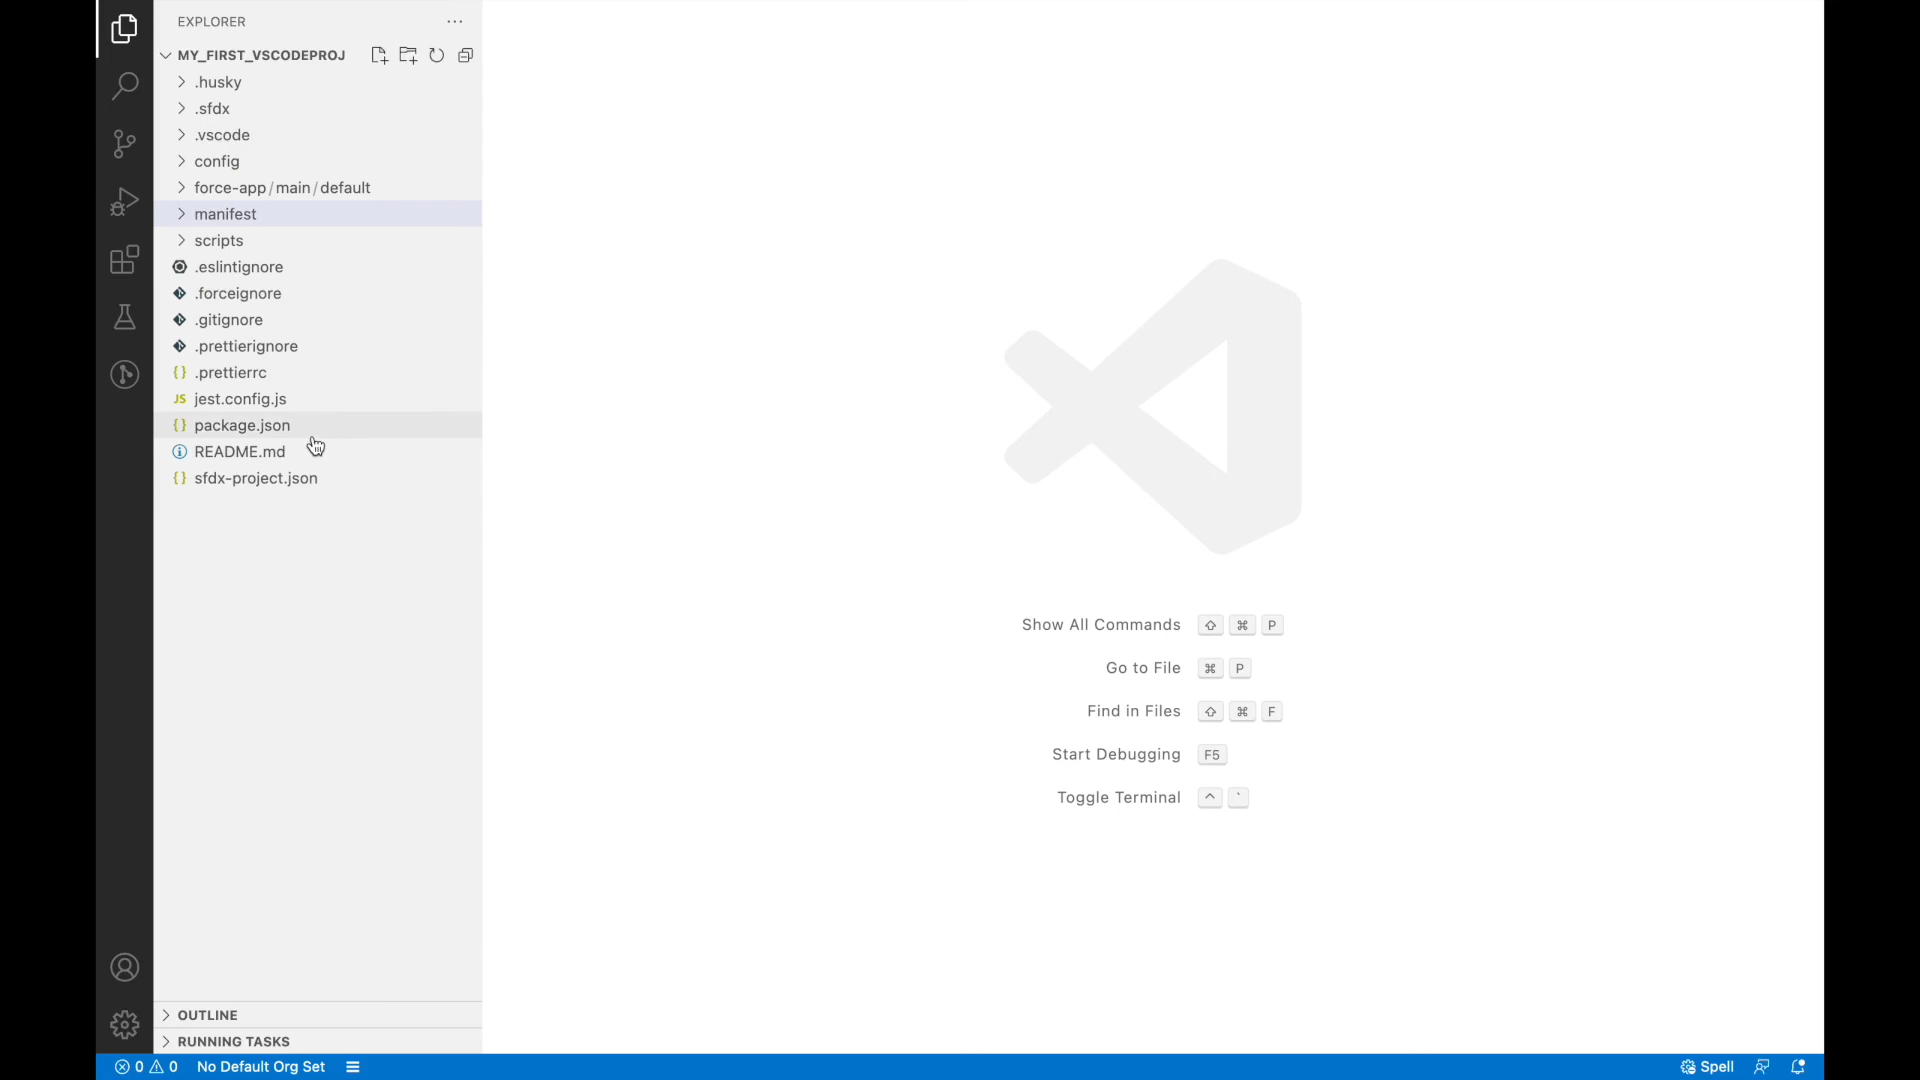 EXPLORER
MY_FIRST_VSCODEPROJ
.husky
.sfdx
.vscode
config
force-app/main/default
manifest
scripts
.eslintignore
.forceignore
.gitignore
.prettierignore
{} .prettierrc
JS jest.config.js
{} package.json
README.md
{} sfdx-project.json
OUTLINE
RUNNING TASKS
Show All Commands ⇧ ⌘ P
Go to File ⌘ P
Find in Files ⇧ ⌘ F
Start Debugging F5
Toggle Terminal ^ `
0 0 No Default Org Set Spell